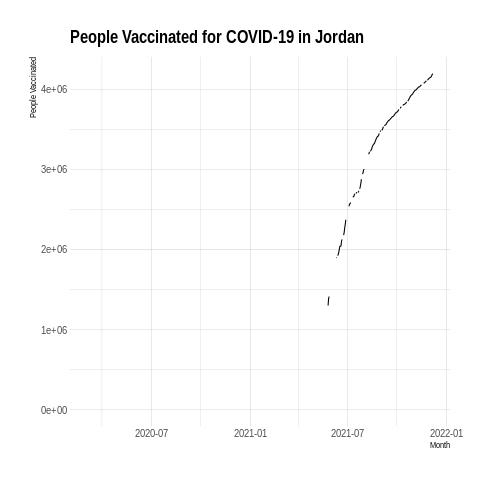 People Vaccinated for COVID-19 in Jordan
People Vaccinated
4e+06
3e+06
2e+06
1e+06
0e+00
2020-07 2021-01 2021-07 2022-01
Month